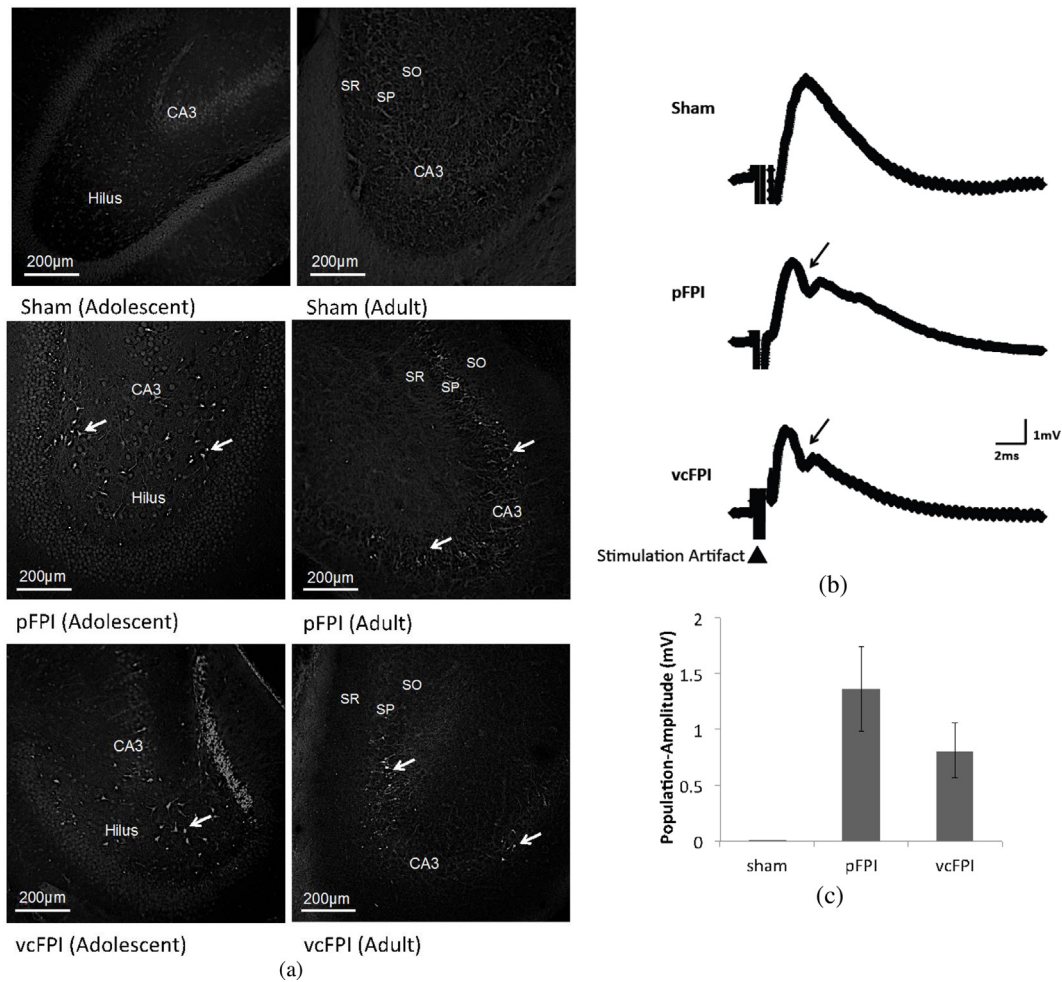 CA3
Hilus
200μm
Sham (Adolescent)
SR
SO
SP
CA3
200μm
Sham (Adult)
CA3
Hilus
200μm
pFPI (Adolescent)
SO
SR
SP
CA3
200μm
pFPI (Adult)
CA3
Hilus
200μm
vcFPI (Adolescent)
SR
SO
SP
CA3
200μm
vcFPI (Adult)
(a)
Sham
pFPI
vcFPI
1mV
2ms
Stimulation Artifact ▲
(b)
Population-Amplitude (mV)
2
1.5
1
0.5
0
sham pFPI vcFPI
(c)